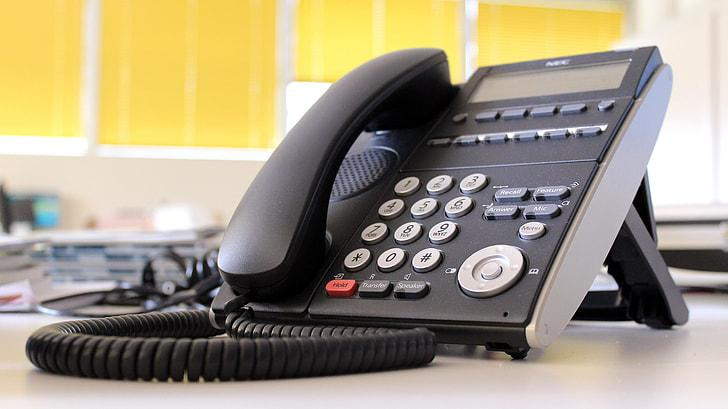 NEC
1
2 ABC
3 DEF
Recall Feature
4 GHI
5 JKL
6 MNO
Answer Mic
7 PQRS
8 TUV
9 WXYZ
Menu
* 0 #
R
Hold Transfer Speaker